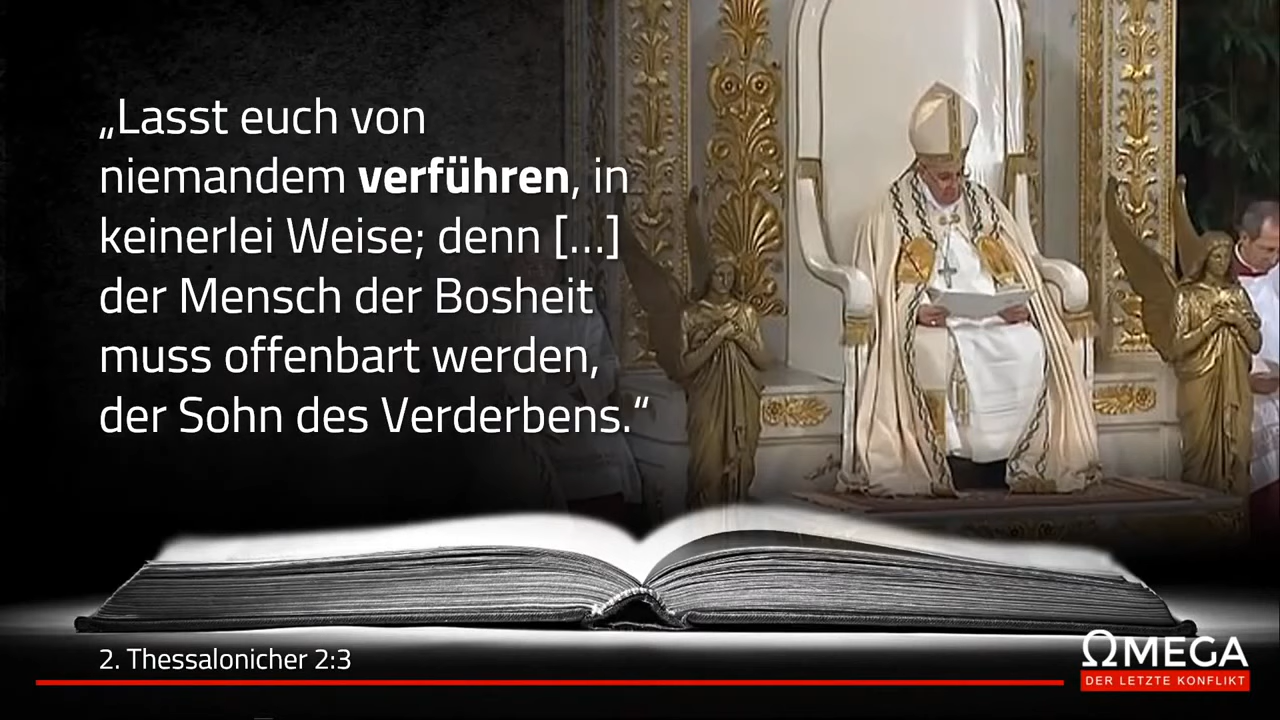 „Lasst euch von
niemandem verführen, in
keinerlei Weise; denn [...]
der Mensch der Bosheit
muss offenbart werden,
der Sohn des Verderbens.“
2. Thessalonicher 2:3
ΩMEGA
DER LETZTE KONFLIKT